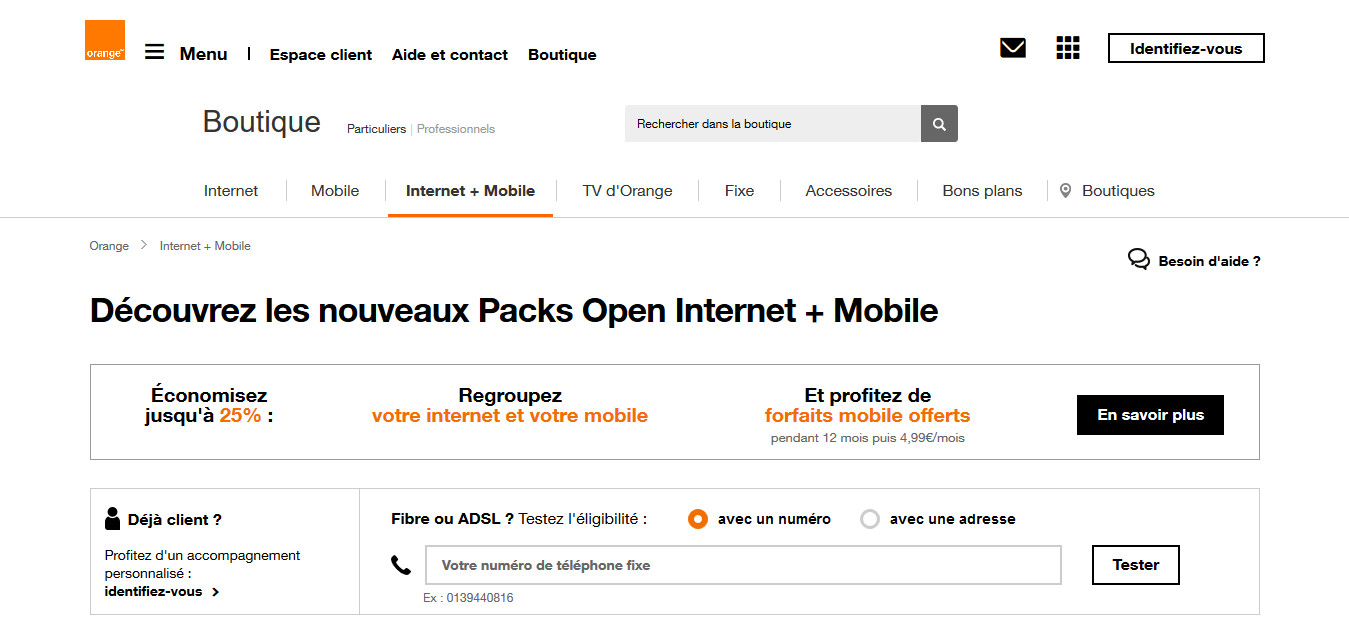 orange™
Menu | Espace client Aide et contact Boutique Identifiez-vous
Boutique Particuliers | Professionnels Rechercher dans la boutique
Internet Mobile Internet + Mobile TV d'Orange Fixe Accessoires Bons plans Boutiques
Orange > Internet + Mobile
Besoin d'aide ?
Découvrez les nouveaux Packs Open Internet + Mobile
Économisez
jusqu'à 25% :
Regroupez
votre internet et votre mobile
Et profitez de
forfaits mobile offerts
pendant 12 mois puis 4,99€/mois
En savoir plus
Déjà client ?
Profitez d'un accompagnement
personnalisé :
identifiez-vous >
Fibre ou ADSL ? Testez l'éligibilité : avec un numéro avec une adresse
Votre numéro de téléphone fixe
Tester
Ex : 0139440816